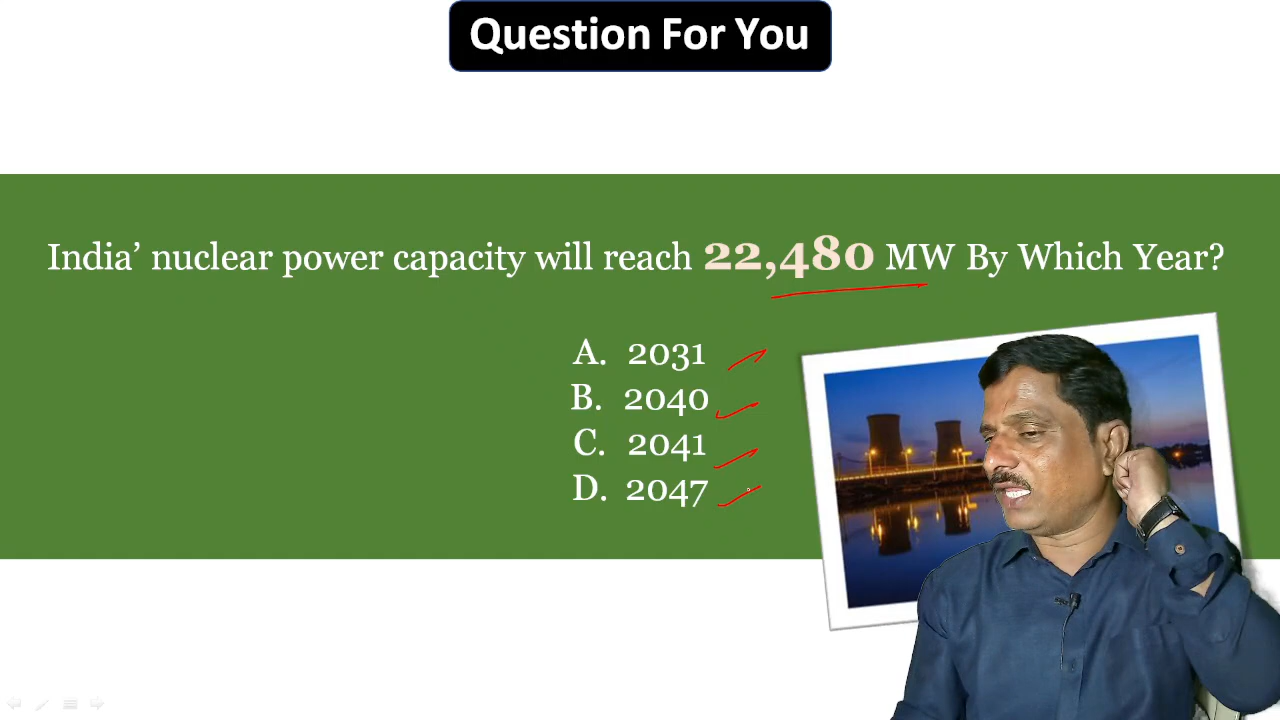 Question For You
India’ nuclear power capacity will reach 22,480 MW By Which Year?
A. 2031
B. 2040
C. 2041
D. 2047